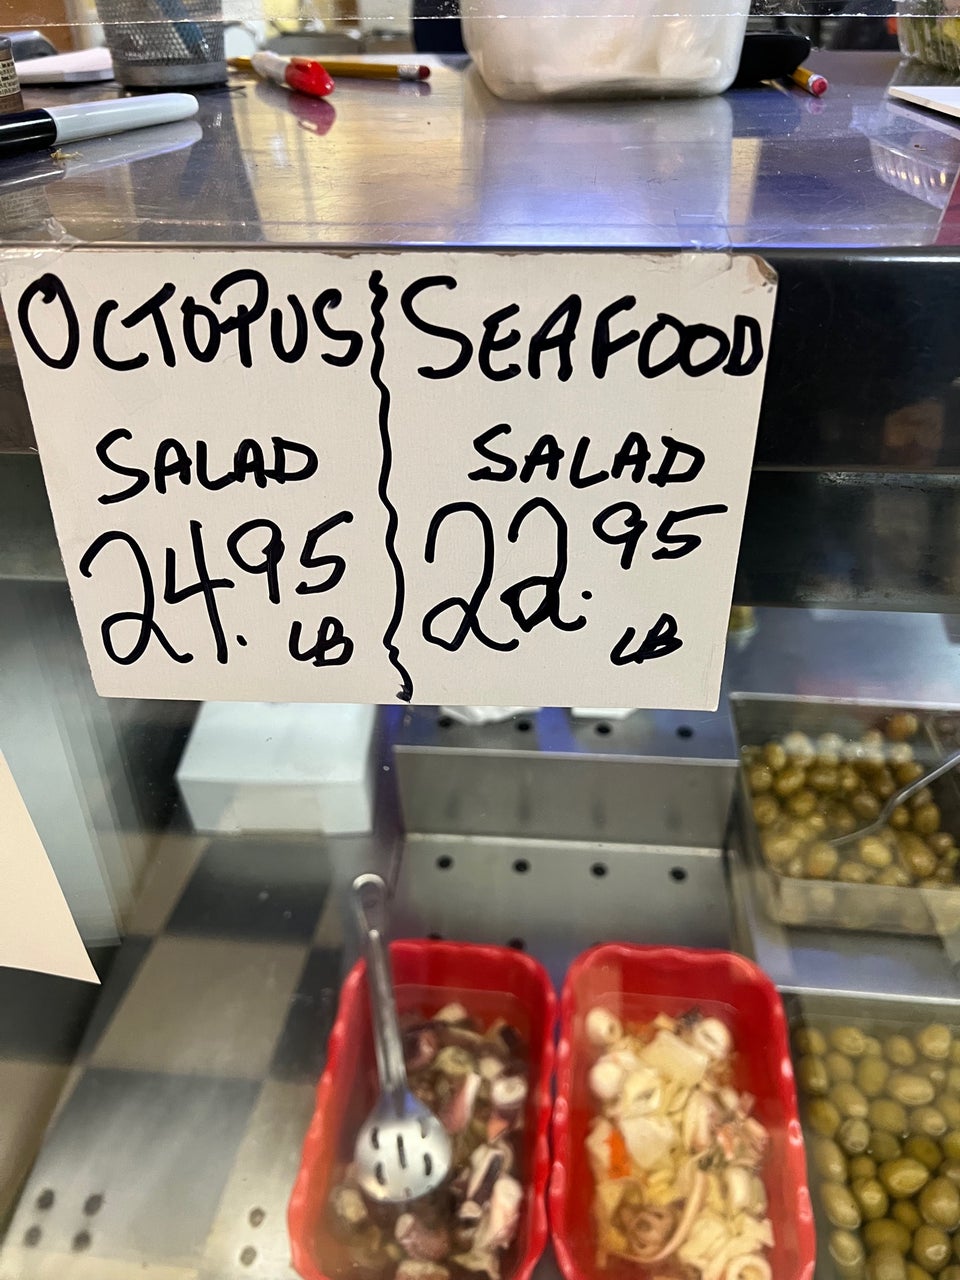 OCTOPUS
SALAD
24.95
LB
SEAFOOD
SALAD
22.95
LB